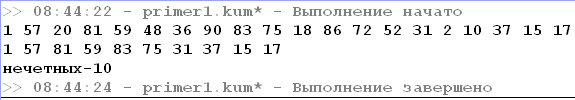 >> 08:44:22 - primer1.kum* - Выполнение начато
1 57 20 81 59 48 36 90 83 75 18 86 72 52 31 2 10 37 15 17
1 57 81 59 83 75 31 37 15 17
нечетных-10
>> 08:44:24 - primer1.kum* - Выполнение завершено